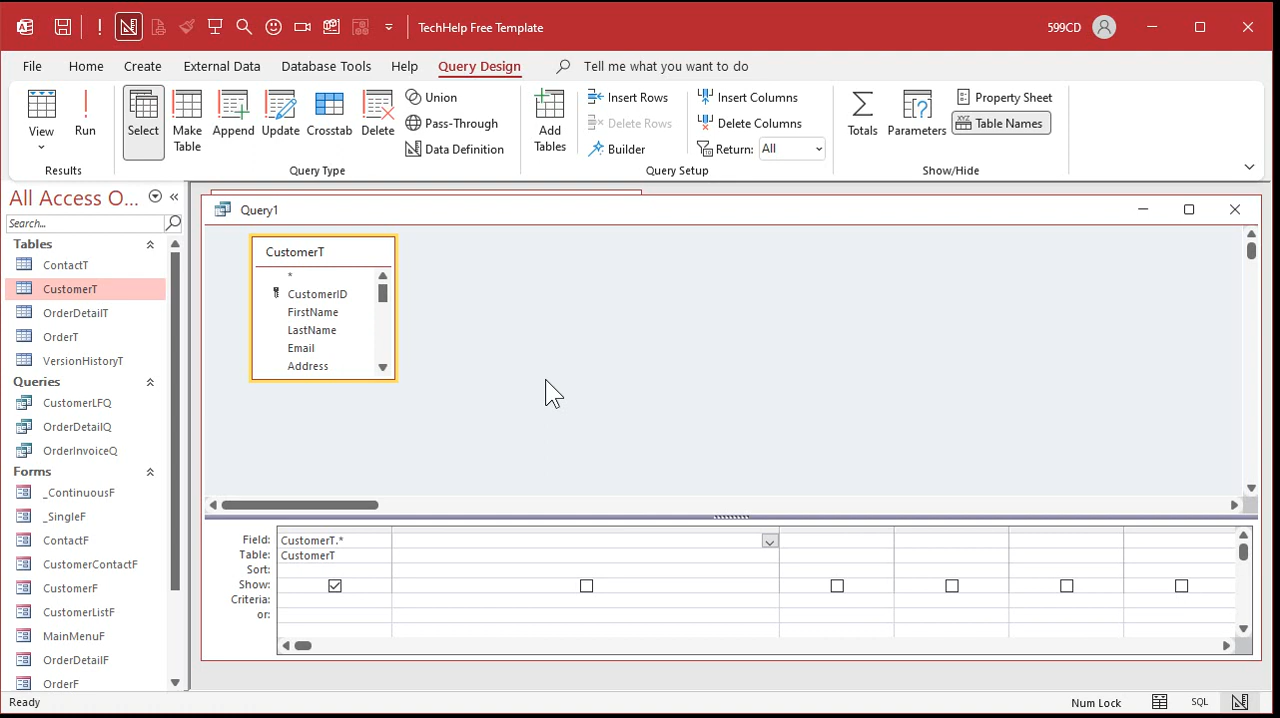 TechHelp Free Template
599CD
File Home Create External Data Database Tools Help Query Design Tell me what you want to do
View
Run
Results
Select
Make Table
Append
Update
Crosstab
Delete
Union
Pass-Through
Data Definition
Query Type
Add Tables
Insert Rows
Delete Rows
Builder
Insert Columns
Delete Columns
Return: All
Query Setup
Totals
Parameters
Property Sheet
Table Names
Show/Hide
All Access O...
Search...
Tables
ContactT
CustomerT
OrderDetailT
OrderT
VersionHistoryT
Queries
CustomerLFQ
OrderDetailQ
OrderInvoiceQ
Forms
_ContinuousF
_SingleF
ContactF
CustomerContactF
CustomerF
CustomerListF
MainMenuF
OrderDetailF
OrderF
Query1
CustomerT
*
CustomerID
FirstName
LastName
Email
Address
Field: CustomerT.*
Table: CustomerT
Sort:
Show:
Criteria:
or:
Ready
Num Lock
SQL